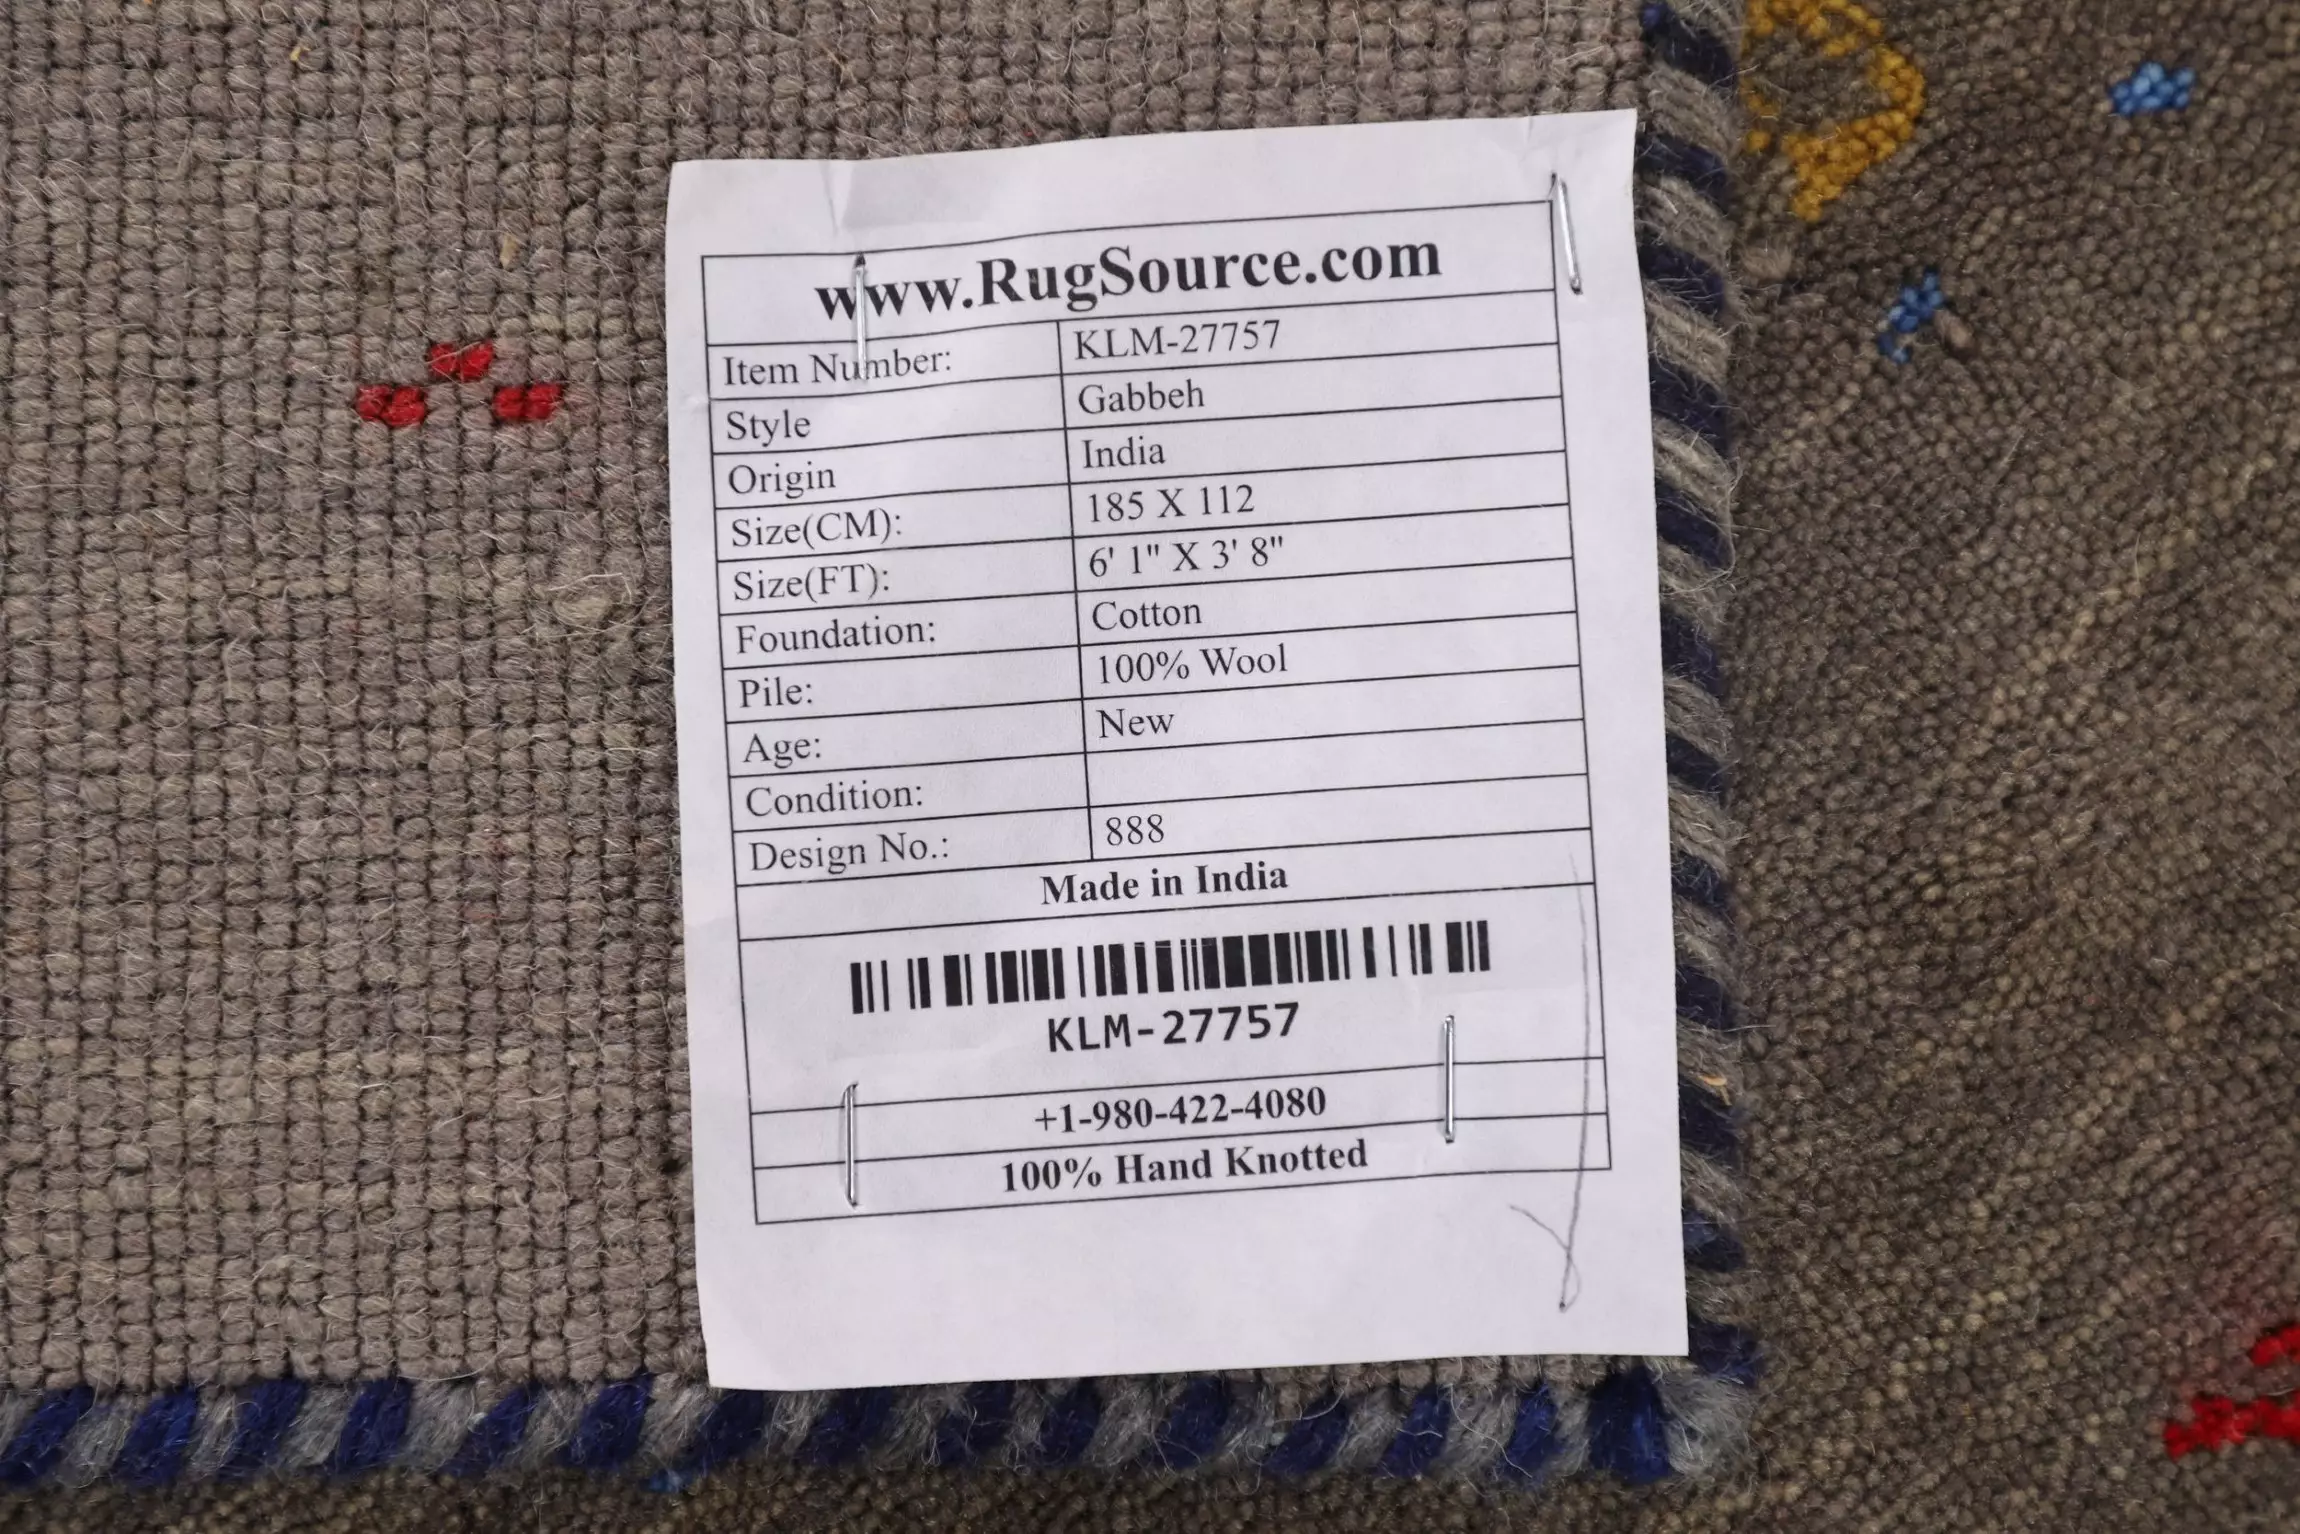 www.RugSource.com
Item Number: KLM-27757
Style Gabbeh
Origin India
Size(CM): 185 X 112
Size(FT): 6' 1" X 3' 8"
Foundation: Cotton
Pile: 100% Wool
Age: New
Condition:
Design No.: 888
Made in India
KLM-27757
+1-980-422-4080
100% Hand Knotted